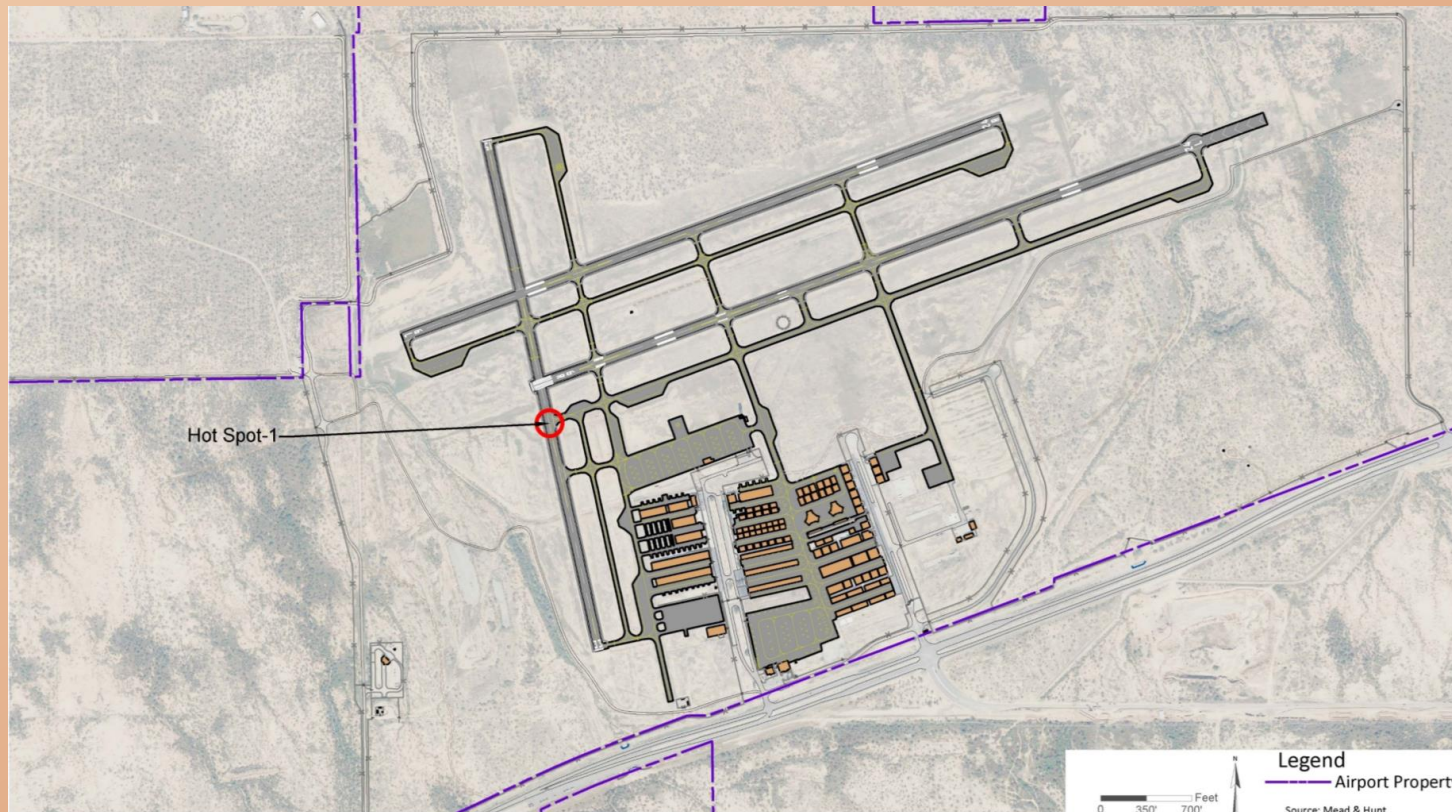 Hot Spot-1
N
Legend
Airport Propert
Feet
0 350' 700'
Source: Mead & Hunt